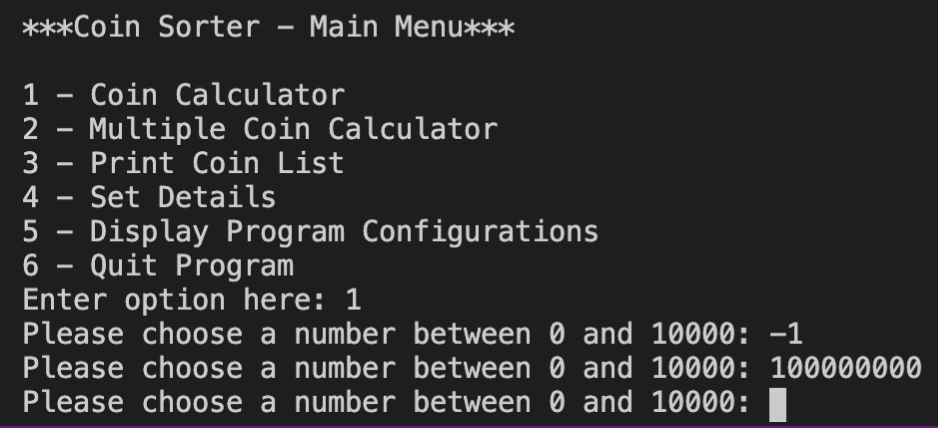 ***Coin Sorter – Main Menu***
1 – Coin Calculator
2 – Multiple Coin Calculator
3 – Print Coin List
4 – Set Details
5 – Display Program Configurations
6 – Quit Program
Enter option here: 1
Please choose a number between 0 and 10000: -1
Please choose a number between 0 and 10000: 100000000
Please choose a number between 0 and 10000: